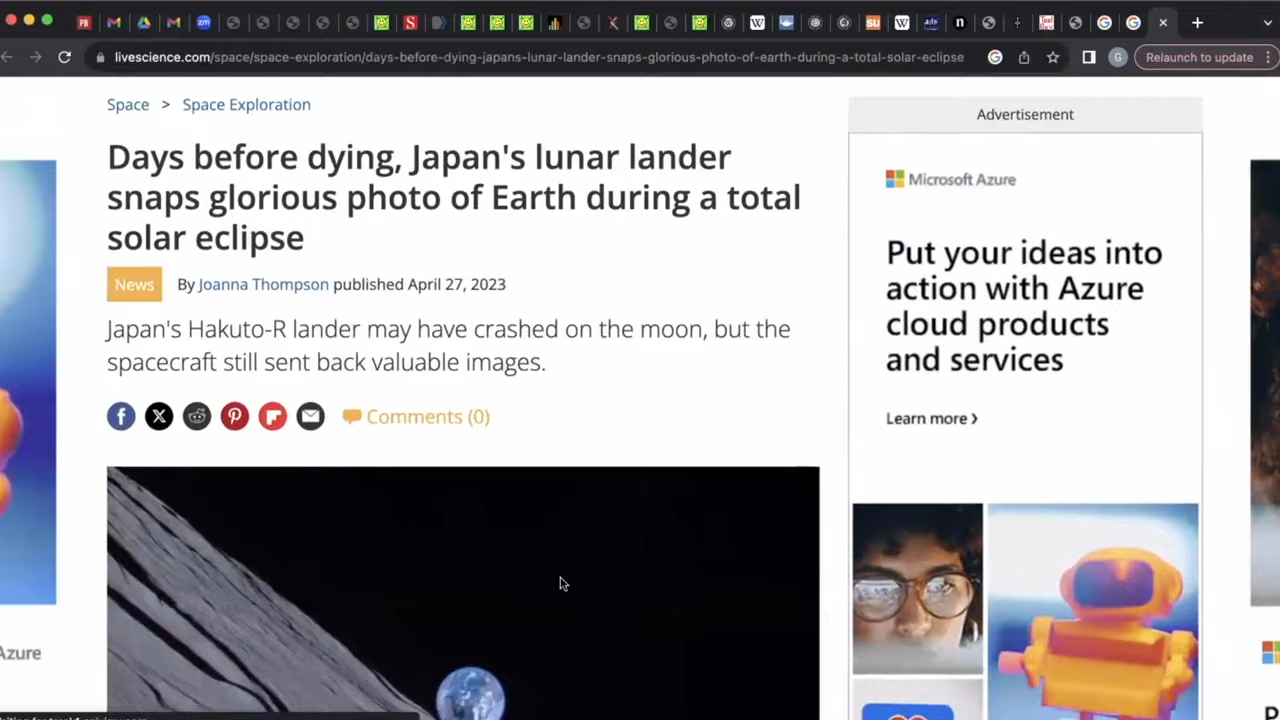 livescience.com/space/space-exploration/days-before-dying-japans-lunar-lander-snaps-glorious-photo-of-earth-during-a-total-solar-eclipse
Relaunch to update
Space > Space Exploration
Days before dying, Japan's lunar lander
snaps glorious photo of Earth during a total
solar eclipse
News By Joanna Thompson published April 27, 2023
Japan's Hakuto-R lander may have crashed on the moon, but the
spacecraft still sent back valuable images.
Comments (0)
Advertisement
Microsoft Azure
Put your ideas into
action with Azure
cloud products
and services
Learn more ›
Azure